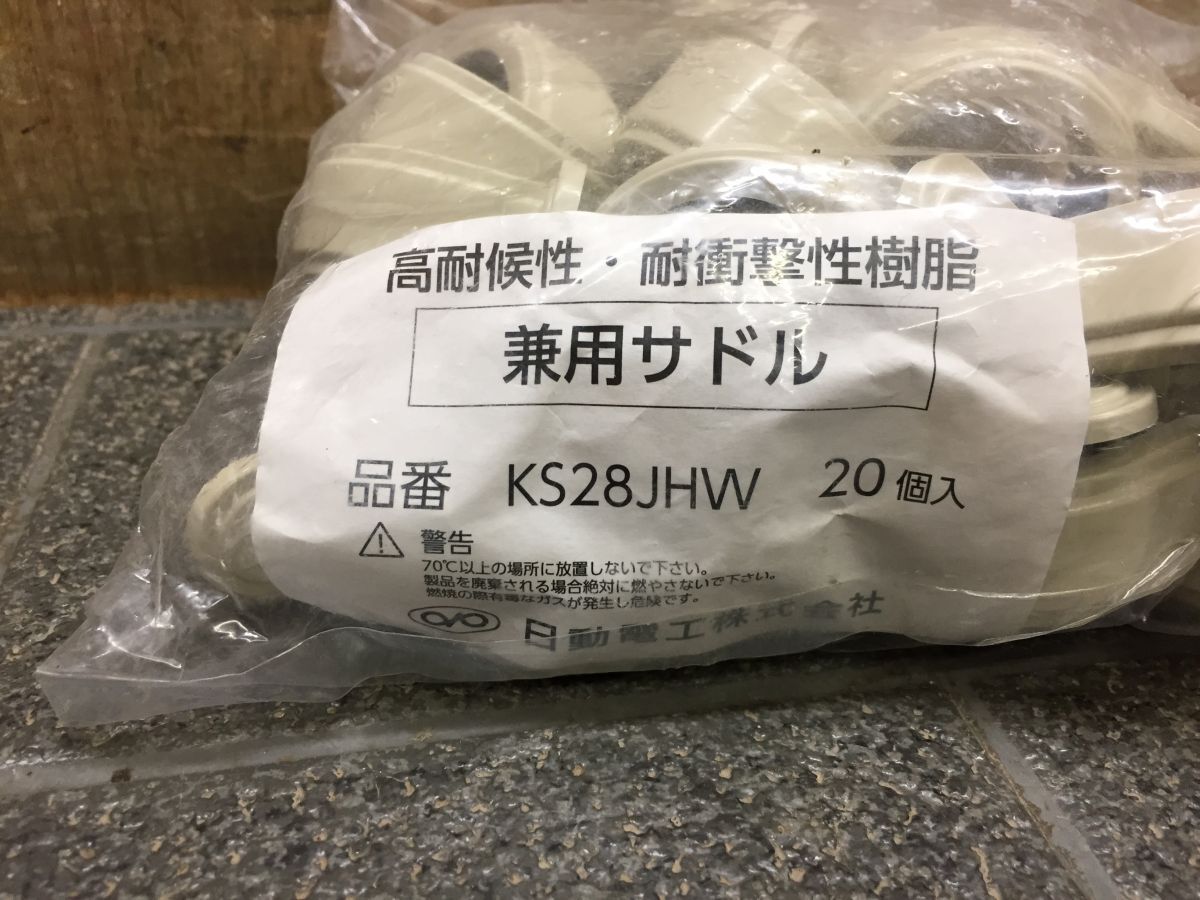 高耐候性・耐衝撃性樹脂
兼用サドル
品番 KS28JHW 20個入
警告
70℃以上の場所に放置しないで下さい。
製品を廃棄される場合絶対に燃やさないで下さい。
燃焼の際有毒なガスが発生し危険です。
日動電工株式会社